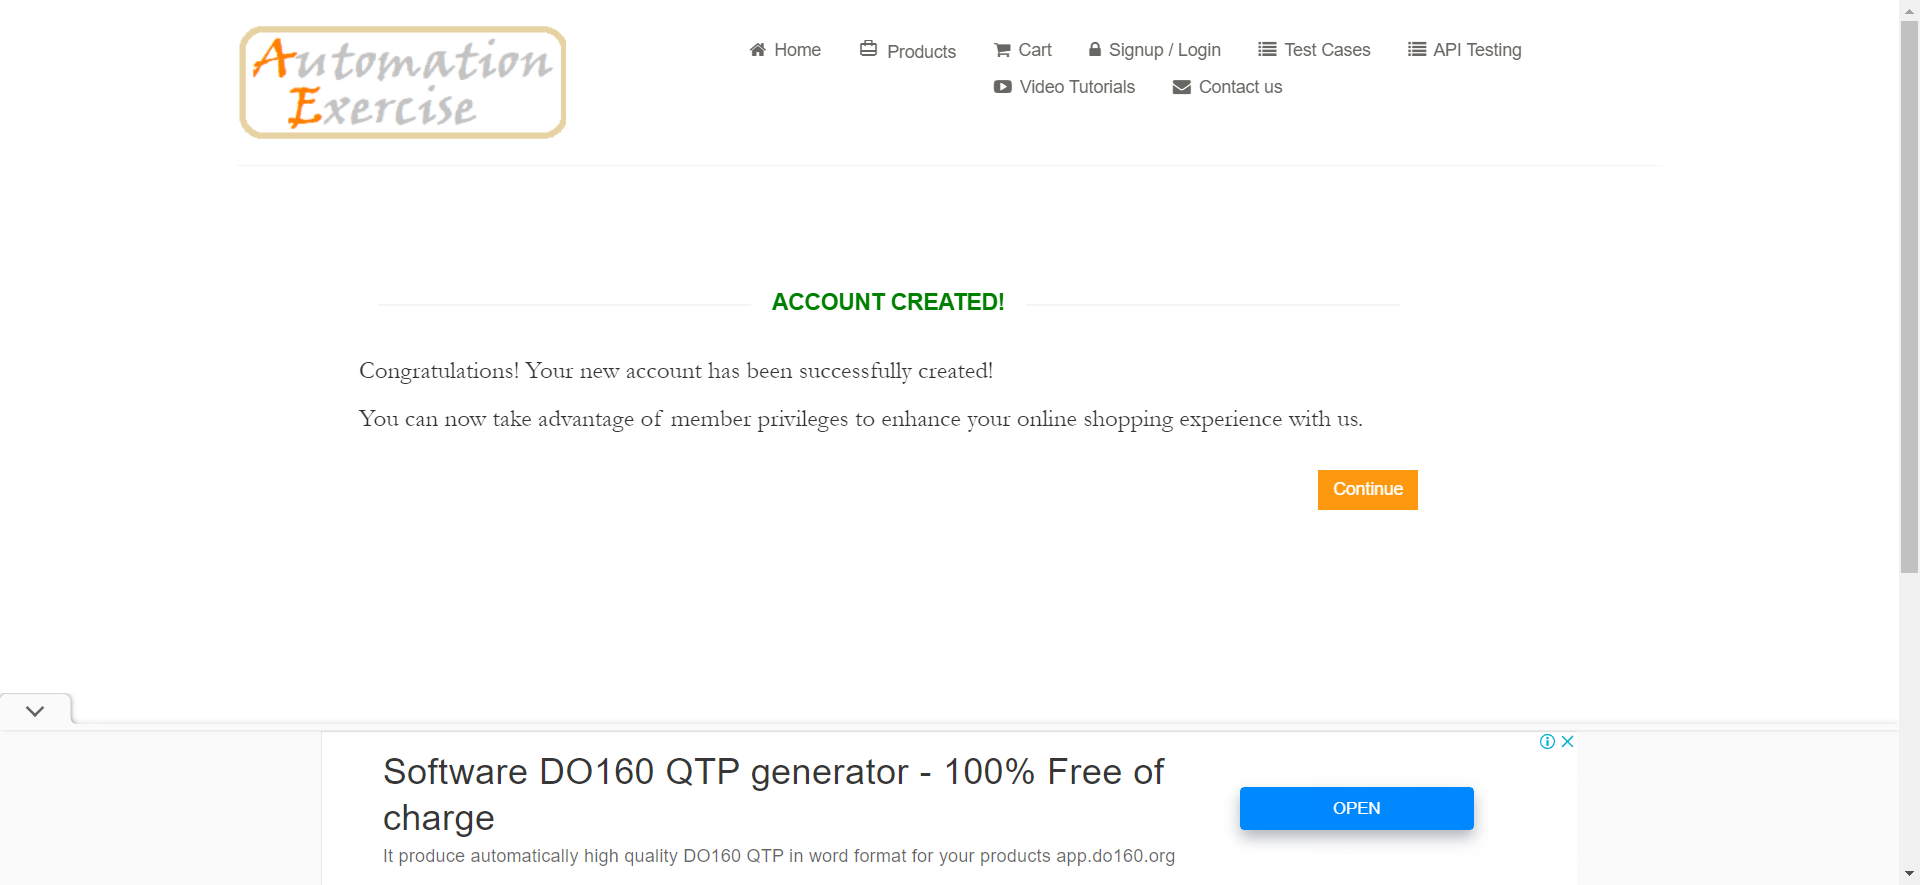 Automation
Exercise
Home
Products
Cart
Signup / Login
Test Cases
API Testing
Video Tutorials
Contact us
ACCOUNT CREATED!
Congratulations! Your new account has been successfully created!
You can now take advantage of member privileges to enhance your online shopping experience with us.
Continue
Software DO160 QTP generator - 100% Free of
charge
It produce automatically high quality DO160 QTP in word format for your products app.do160.org
OPEN